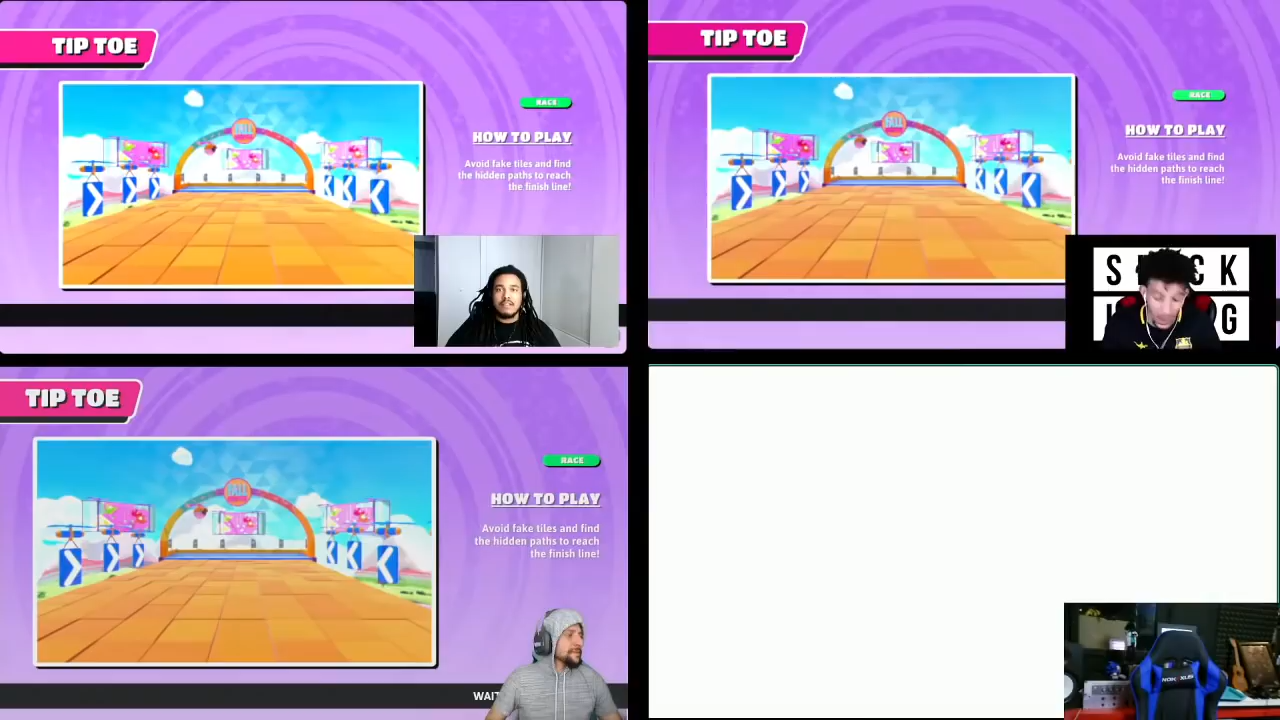 TIP TOE
RACE
HOW TO PLAY
Avoid fake tiles and find
the hidden paths to reach
the finish line!
TIP TOE
FALL
RACE
HOW TO PLAY
Avoid fake tiles and find
the hidden paths to reach
the finish line!
TIP TOE
FALL
RACE
HOW TO PLAY
Avoid fake tiles and find
the hidden paths to reach
the finish line!
WAIT